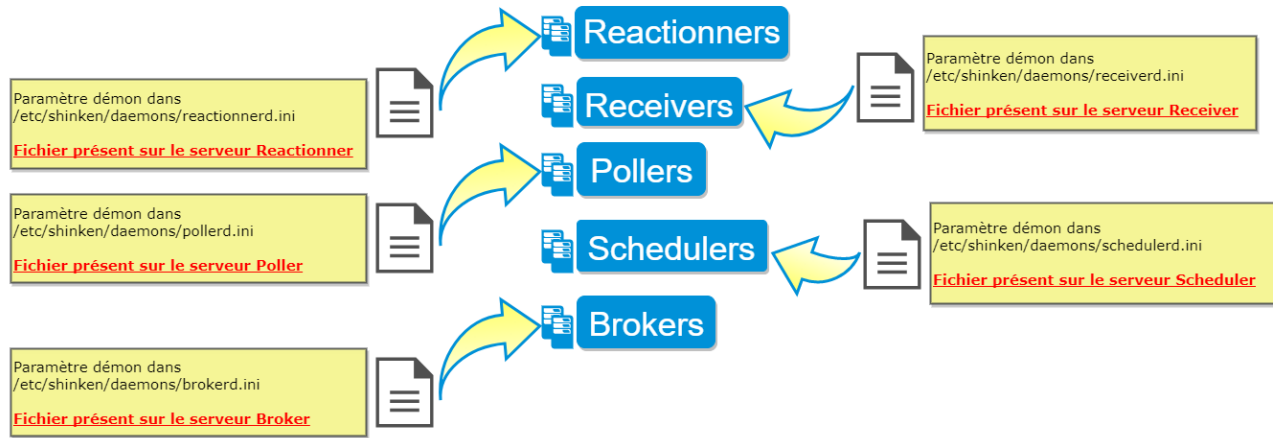 Reactionners
Paramètre démon dans
/etc/shinken/daemons/reactionnerd.ini
Fichier présent sur le serveur Reactionner
Receivers
Paramètre démon dans
/etc/shinken/daemons/receiverd.ini
Fichier présent sur le serveur Receiver
Pollers
Paramètre démon dans
/etc/shinken/daemons/pollerd.ini
Fichier présent sur le serveur Poller
Schedulers
Paramètre démon dans
/etc/shinken/daemons/schedulerd.ini
Fichier présent sur le serveur Scheduler
Brokers
Paramètre démon dans
/etc/shinken/daemons/brokerd.ini
Fichier présent sur le serveur Broker